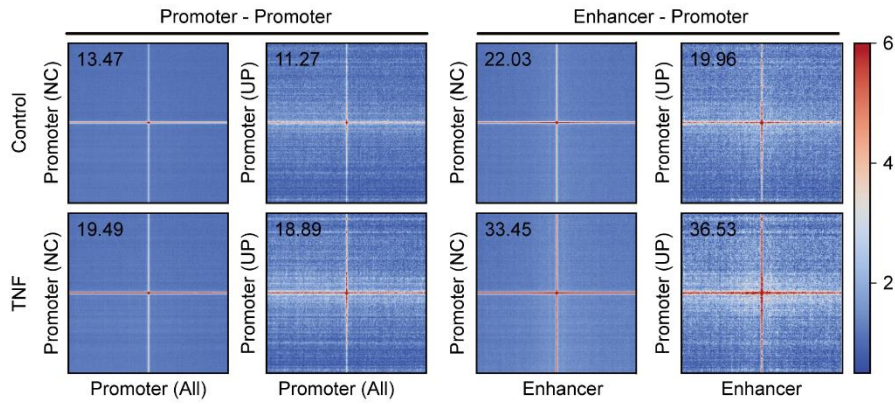 Promoter - Promoter
Enhancer - Promoter
Control
Promoter (NC)
13.47
Promoter (UP)
11.27
Promoter (NC)
22.03
Promoter (UP)
19.96
6
4
2
TNF
Promoter (NC)
19.49
Promoter (UP)
18.89
Promoter (NC)
33.45
Promoter (UP)
36.53
Promoter (All)
Promoter (All)
Enhancer
Enhancer